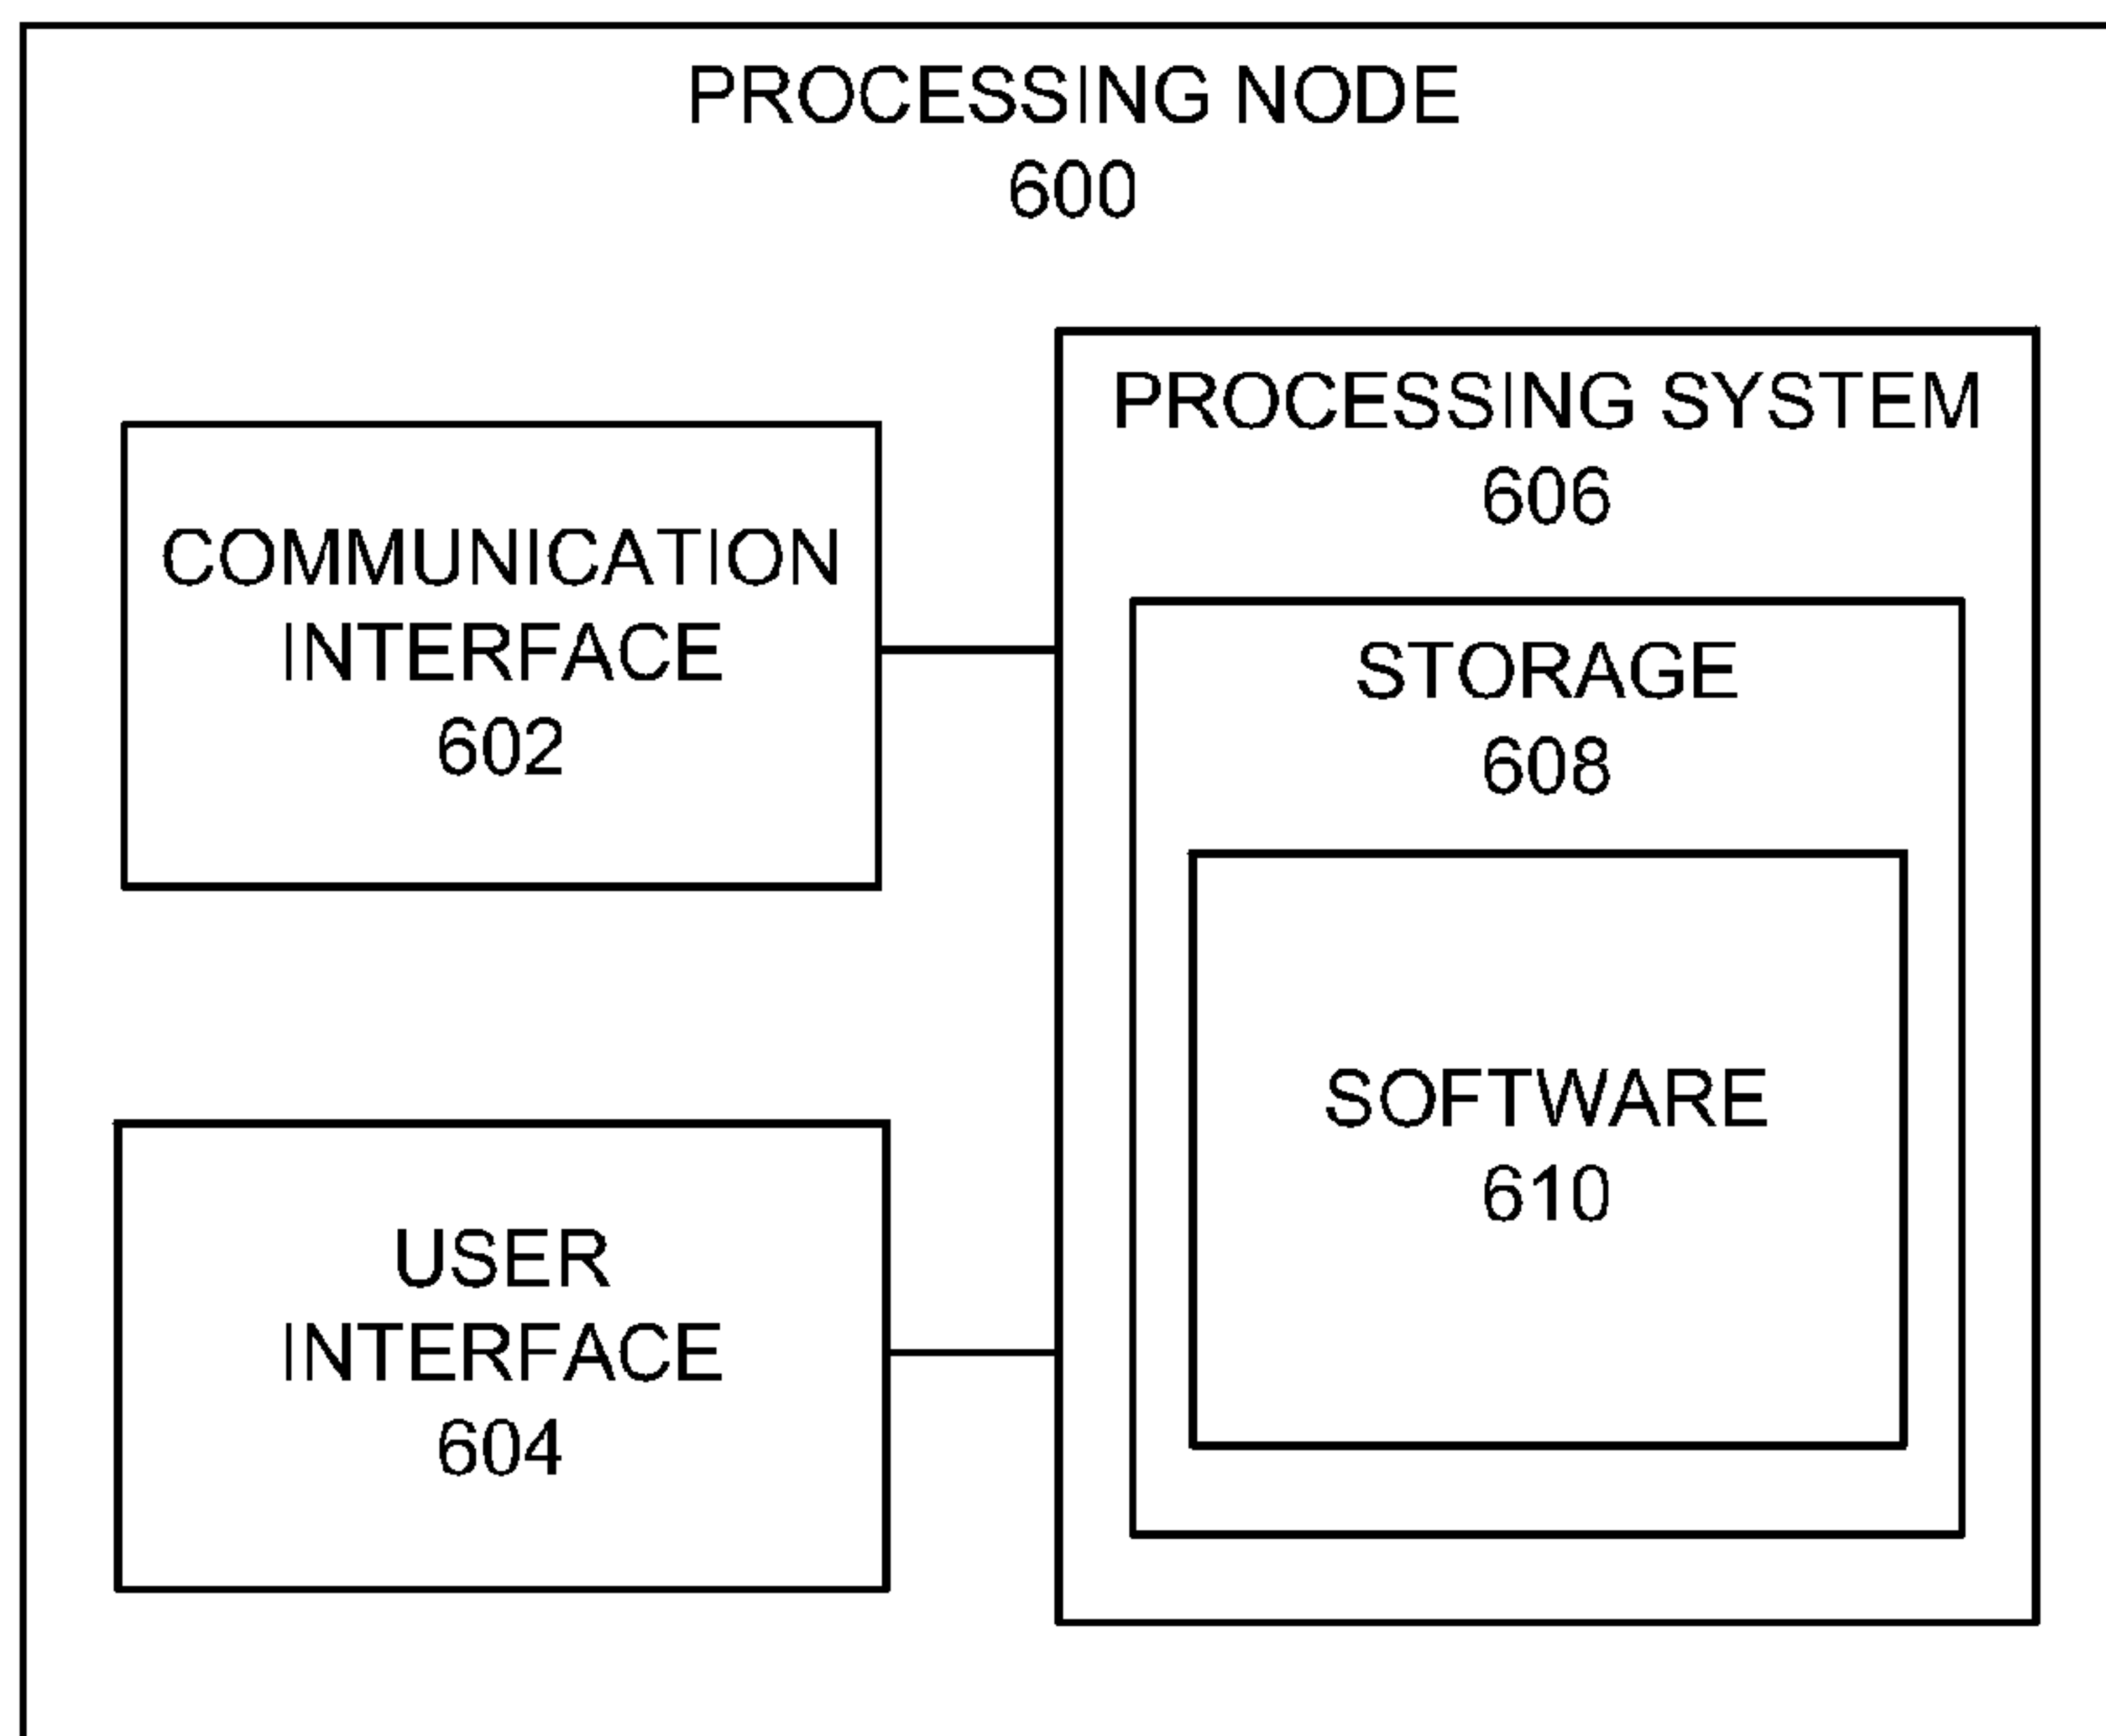 PROCESSING NODE
600
PROCESSING SYSTEM
606
COMMUNICATION
INTERFACE
602
STORAGE
608
SOFTWARE
610
USER
INTERFACE
604